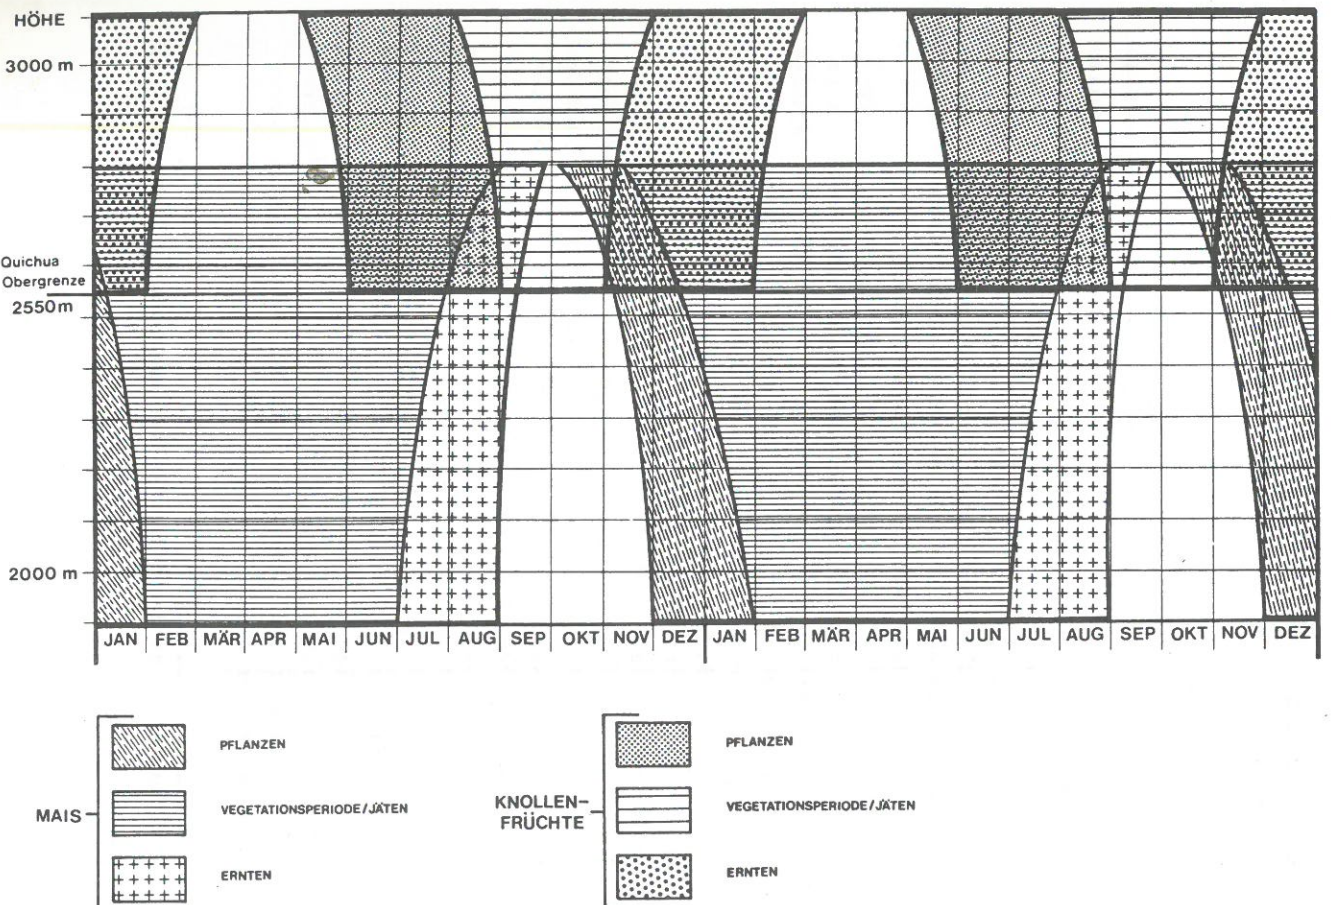 HÖHE
3000 m
Quichua
Obergrenze
2550 m
2000 m
JAN FEB MÄR APR MAI JUN JUL AUG SEP OKT NOV DEZ JAN FEB MÄR APR MAI JUN JUL AUG SEP OKT NOV DEZ
MAIS
PFLANZEN
VEGETATIONSPERIODE/JÄTEN
ERNTEN
KNOLLEN-
FRÜCHTE
PFLANZEN
VEGETATIONSPERIODE/JÄTEN
ERNTEN